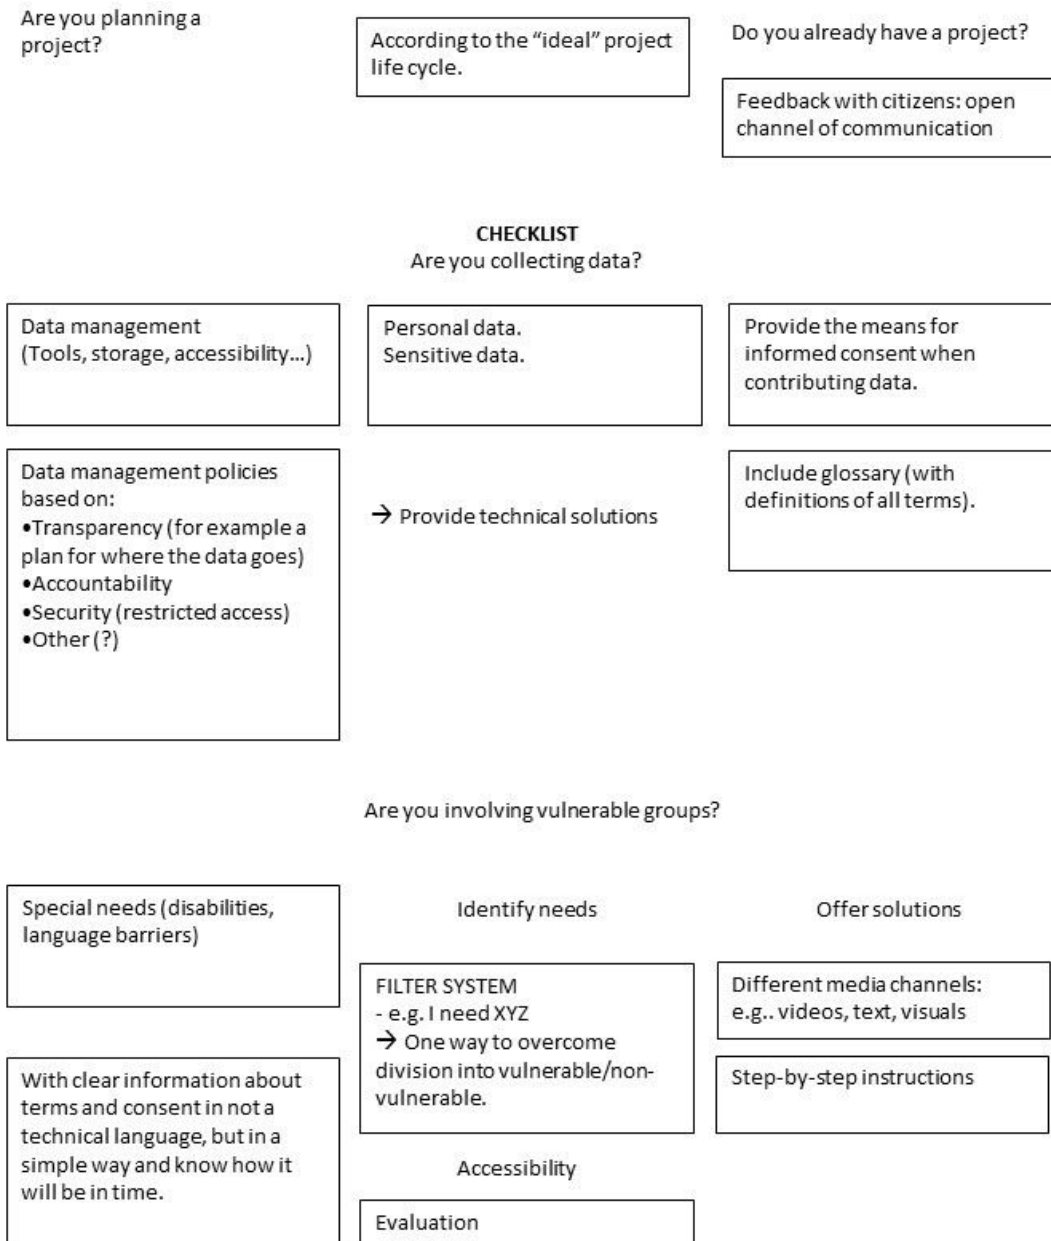 Are you planning a
project?
According to the “ideal” project
life cycle.
Do you already have a project?
Feedback with citizens: open
channel of communication
CHECKLIST
Are you collecting data?
Data management
(Tools, storage, accessibility…)
Personal data.
Sensitive data.
Provide the means for
informed consent when
contributing data.
Data management policies
based on:
•Transparency (for example a
plan for where the data goes)
•Accountability
•Security (restricted access)
•Other (?)
→ Provide technical solutions
Include glossary (with
definitions of all terms).
Are you involving vulnerable groups?
Special needs (disabilities,
language barriers)
Identify needs
Offer solutions
FILTER SYSTEM
- e.g. I need XYZ
→ One way to overcome
division into vulnerable/non-
vulnerable.
Different media channels:
e.g.. videos, text, visuals
Step-by-step instructions
With clear information about
terms and consent in not a
technical language, but in a
simple way and know how it
will be in time.
Accessibility
Evaluation